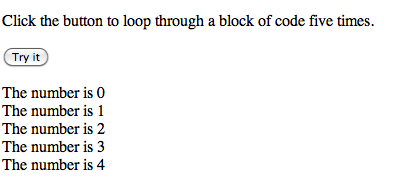 Click the button to loop through a block of code five times.
Try it
The number is 0
The number is 1
The number is 2
The number is 3
The number is 4